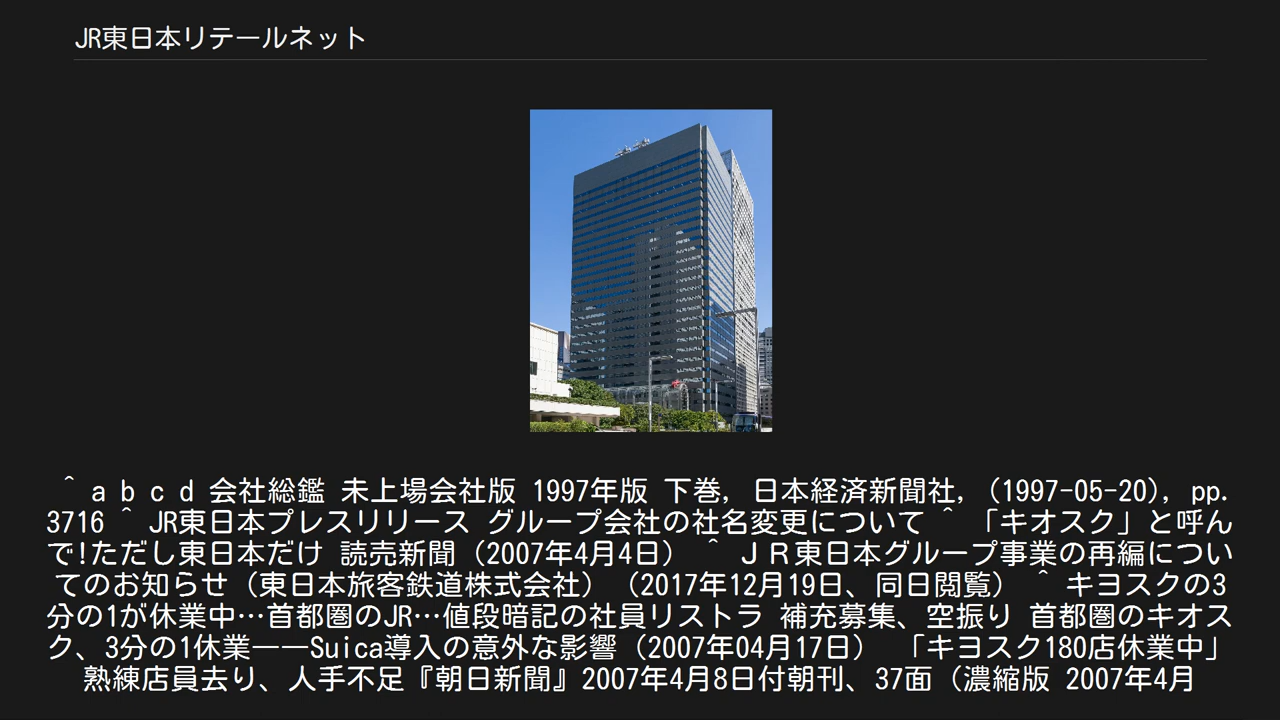 JR東日本リテールネット
^ a b c d 会社総鑑 未上場会社版 1997年版 下巻, 日本経済新聞社, (1997-05-20), pp.
3716 ^ JR東日本プレスリリース グループ会社の社名変更について ^ 「キオスク」と呼ん
で!ただし東日本だけ 読売新聞（2007年4月4日） ^ ＪＲ東日本グループ事業の再編につい
てのお知らせ（東日本旅客鉄道株式会社）（2017年12月19日、同日閲覧） ^ キヨスクの3
分の1が休業中…首都圏のJR…値段暗記の社員リストラ 補充募集、空振り 首都圏のキオス
ク、3分の1休業――Suica導入の意外な影響（2007年04月17日） 「キヨスク180店休業中」
熟練店員去り、人手不足『朝日新聞』2007年4月8日付朝刊、37面（濃縮版 2007年4月